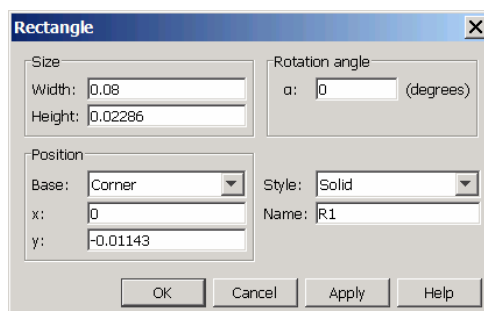 Rectangle
Size
Width: 0.08
Height: 0.02286
Rotation angle
α: 0 (degrees)
Position
Base: Corner
x: 0
y: -0.01143
Style: Solid
Name: R1
OK Cancel Apply Help